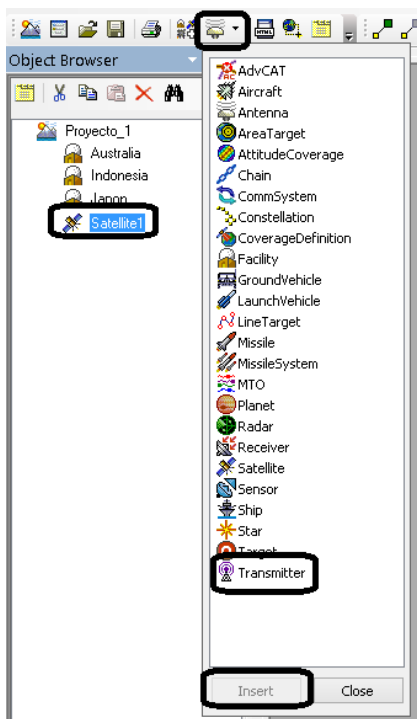 Object Browser
Proyecto_1
Australia
Indonesia
Japon
Satellite1
AdvCAT
Aircraft
Antenna
AreaTarget
AttitudeCoverage
Chain
CommSystem
Constellation
CoverageDefinition
Facility
GroundVehicle
LaunchVehicle
LineTarget
Missile
MissileSystem
MTO
Planet
Radar
Receiver
Satellite
Sensor
Ship
Star
Target
Transmitter
Insert
Close